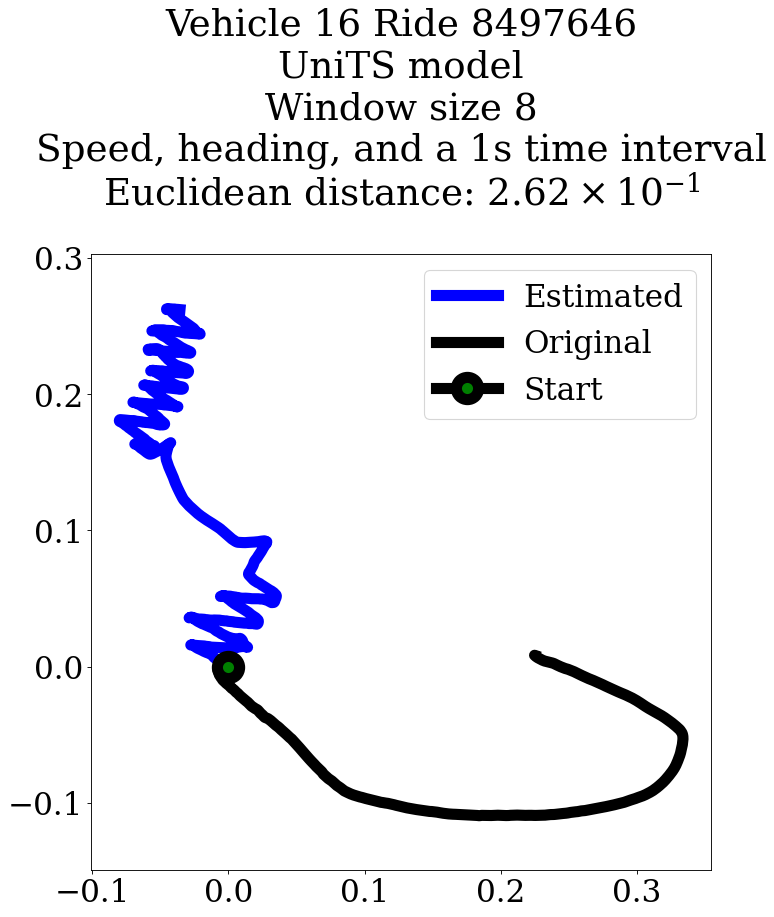 Vehicle 16 Ride 8497646
UniTS model
Window size 8
Speed, heading, and a 1s time interval
Euclidean distance: 2.62 × 10⁻¹
Estimated
Original
Start
0.3
0.2
0.1
0.0
−0.1
−0.1 0.0 0.1 0.2 0.3